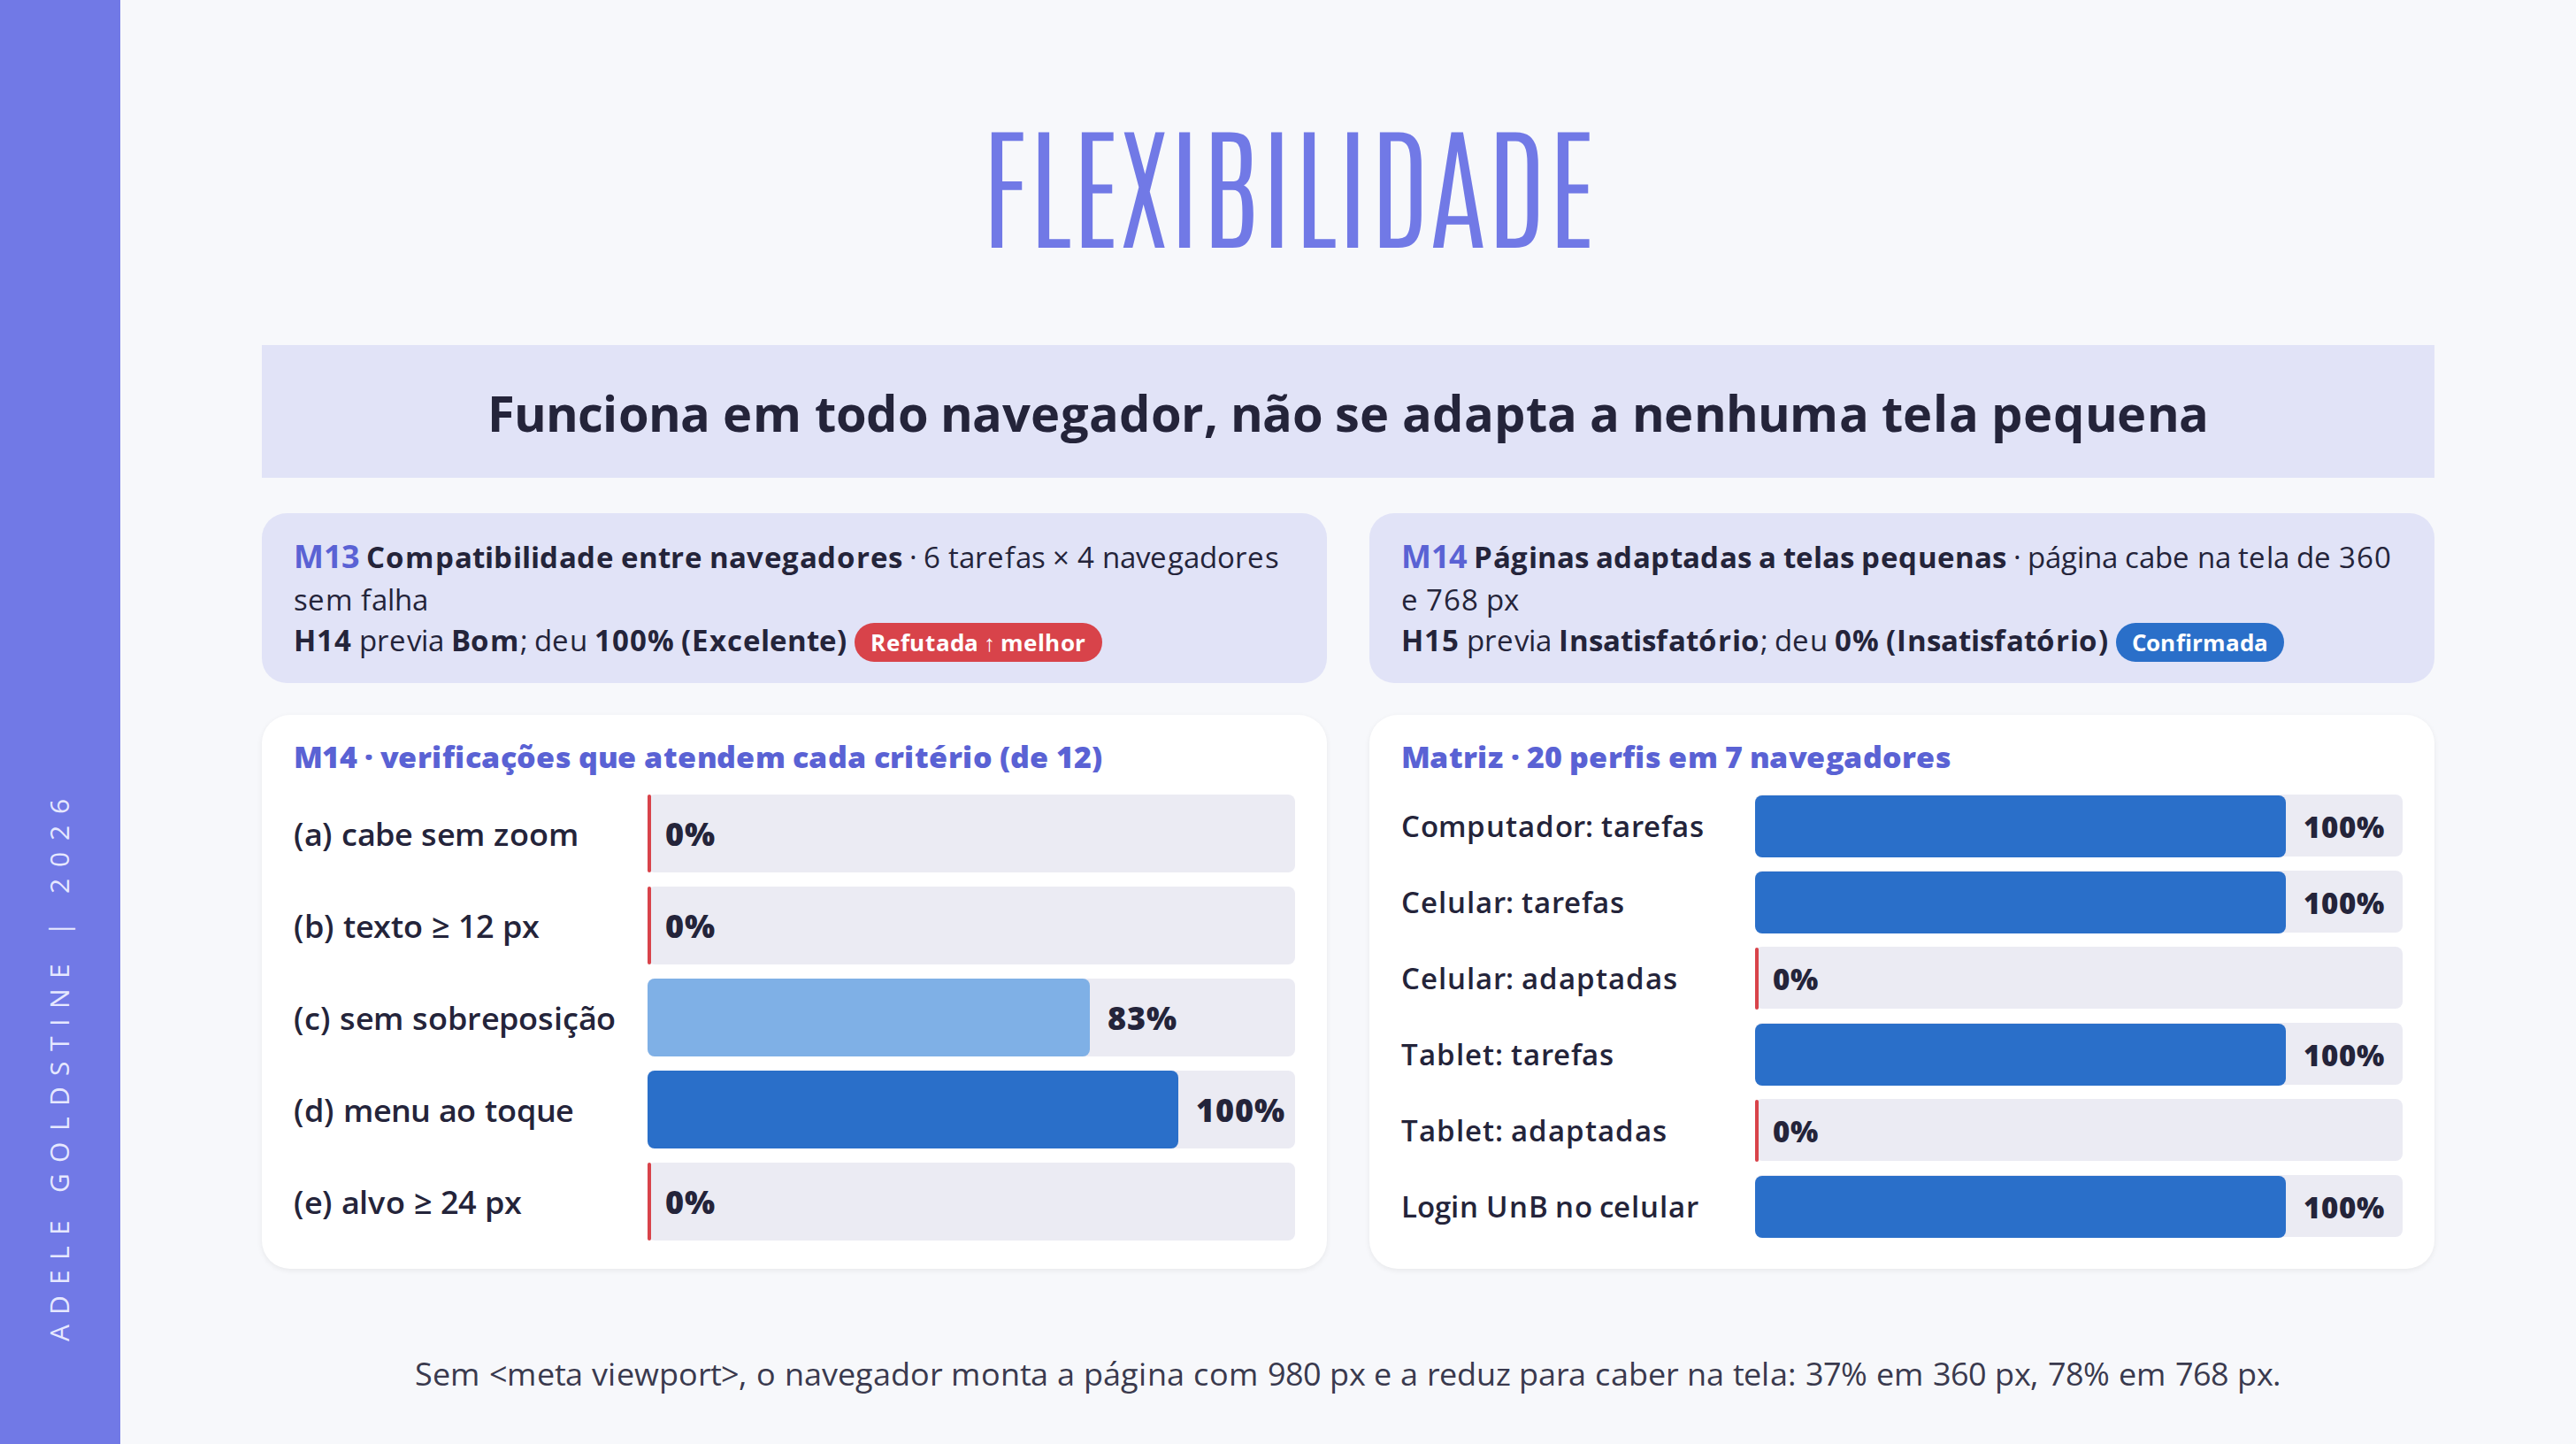 FLEXIBILIDADE
Funciona em todo navegador, não se adapta a nenhuma tela pequena
M13 Compatibilidade entre navegadores · 6 tarefas × 4 navegadores
sem falha
H14 previa Bom; deu 100% (Excelente) Refutada ↑ melhor
M14 Páginas adaptadas a telas pequenas · página cabe na tela de 360
e 768 px
H15 previa Insatisfatório; deu 0% (Insatisfatório) Confirmada
M14 · verificações que atendem cada critério (de 12)
(a) cabe sem zoom 0%
(b) texto ≥ 12 px 0%
(c) sem sobreposição 83%
(d) menu ao toque 100%
(e) alvo ≥ 24 px 0%
Matriz · 20 perfis em 7 navegadores
Computador: tarefas 100%
Celular: tarefas 100%
Celular: adaptadas 0%
Tablet: tarefas 100%
Tablet: adaptadas 0%
Login UnB no celular 100%
Sem <meta viewport>, o navegador monta a página com 980 px e a reduz para caber na tela: 37% em 360 px, 78% em 768 px.
ADELE GOLDSTINE | 2026